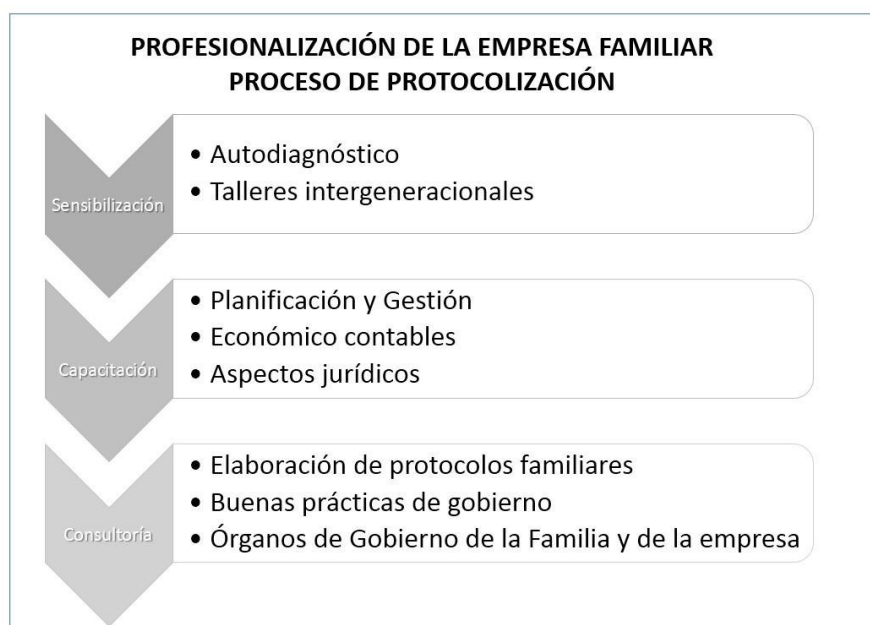 PROFESIONALIZACIÓN DE LA EMPRESA FAMILIAR
PROCESO DE PROTOCOLIZACIÓN
Sensibilización
• Autodiagnóstico
• Talleres intergeneracionales
Capacitación
• Planificación y Gestión
• Económico contables
• Aspectos jurídicos
Consultoría
• Elaboración de protocolos familiares
• Buenas prácticas de gobierno
• Órganos de Gobierno de la Familia y de la empresa